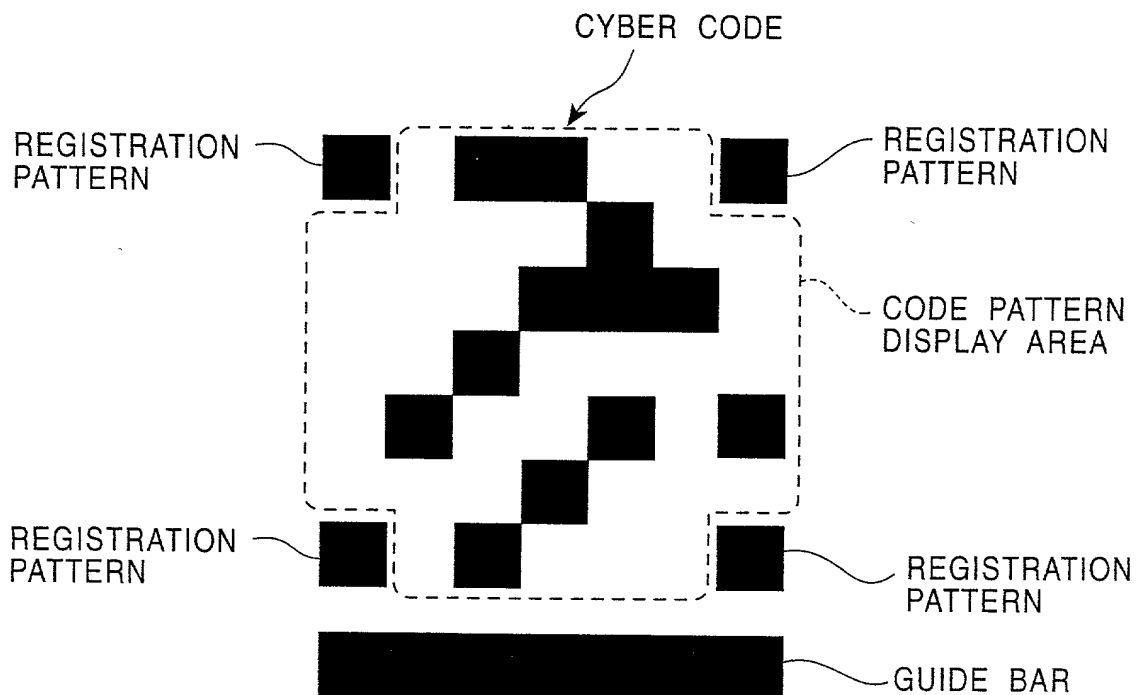 CYBER CODE
REGISTRATION
PATTERN
REGISTRATION
PATTERN
CODE PATTERN
DISPLAY AREA
REGISTRATION
PATTERN
REGISTRATION
PATTERN
GUIDE BAR